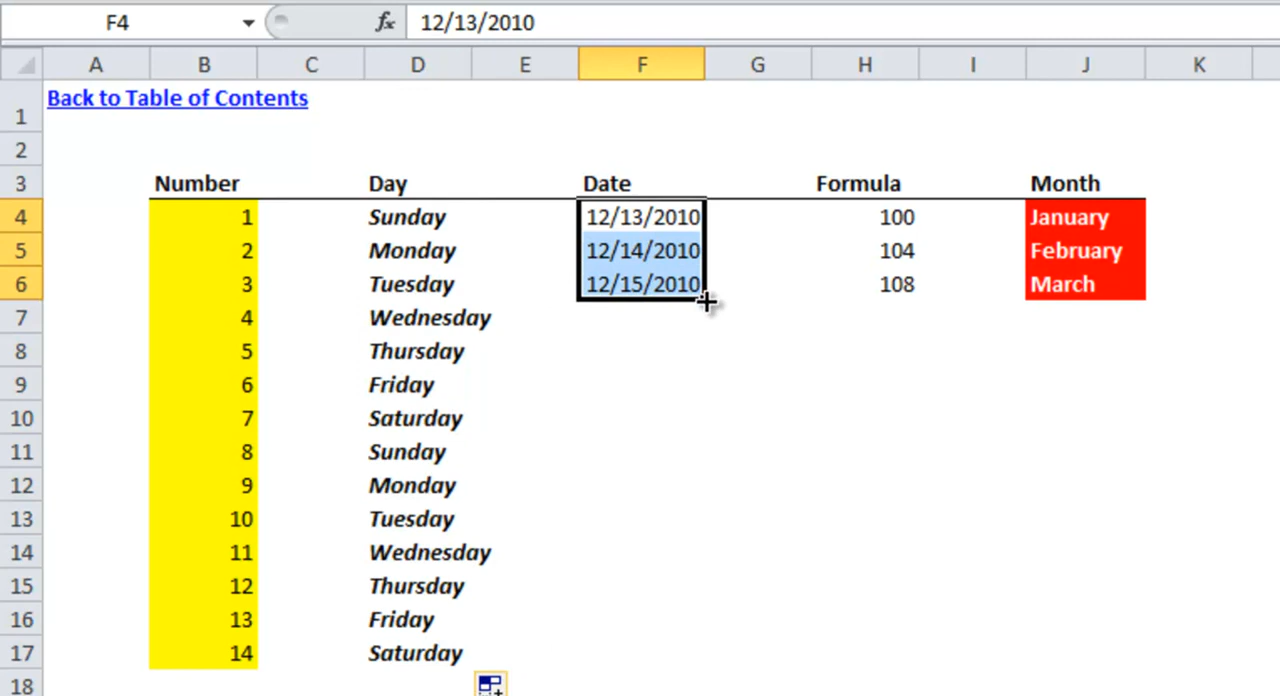 F4 fx 12/13/2010
A B C D E F G H I J K
1 Back to Table of Contents
2
3 Number Day Date Formula Month
4 1 Sunday 12/13/2010 100 January
5 2 Monday 12/14/2010 104 February
6 3 Tuesday 12/15/2010 108 March
7 4 Wednesday
8 5 Thursday
9 6 Friday
10 7 Saturday
11 8 Sunday
12 9 Monday
13 10 Tuesday
14 11 Wednesday
15 12 Thursday
16 13 Friday
17 14 Saturday
18